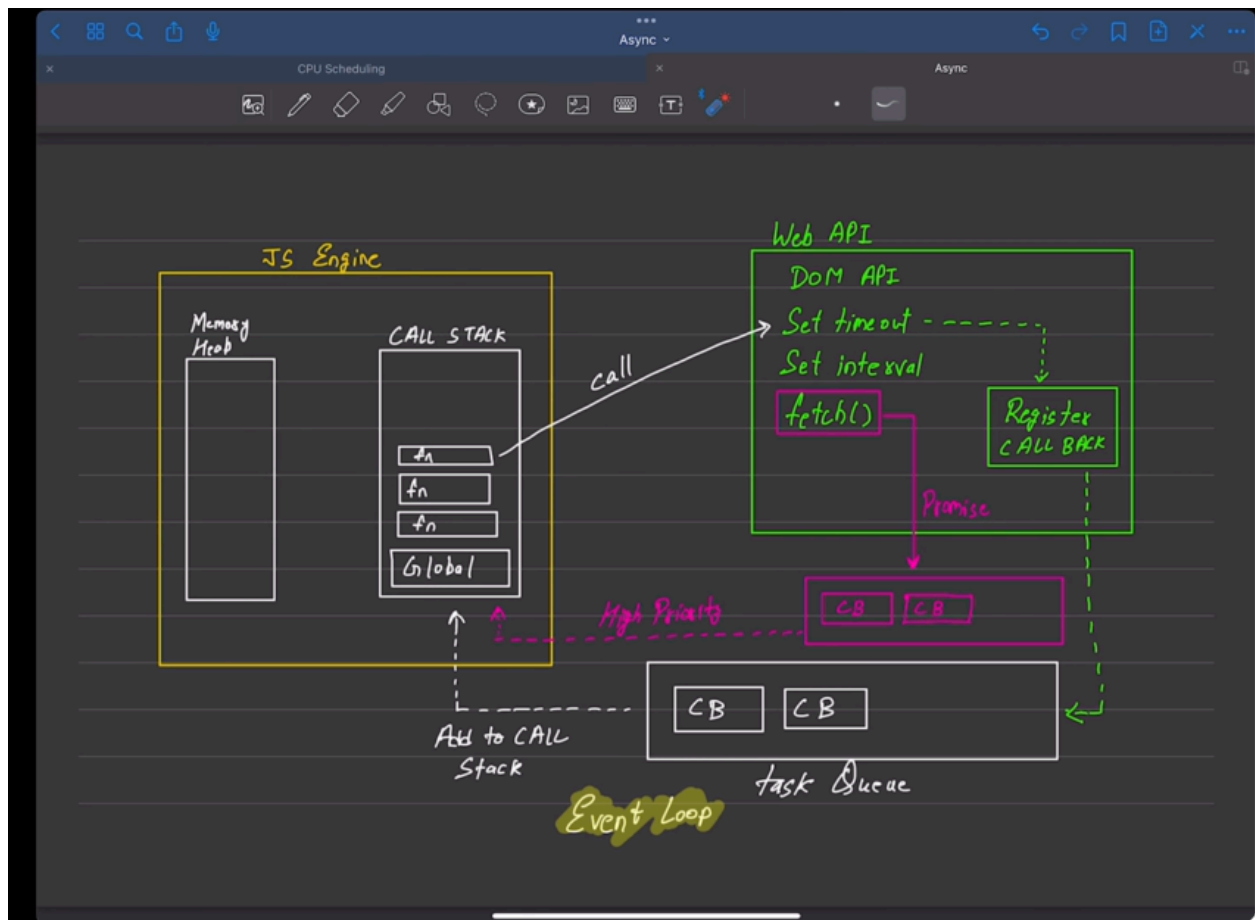 Async
CPU Scheduling
Async
JS Engine
Memory
Heap
CALL STACK
fn
fn
fn
Global
call
Web API
DOM API
Set timeout
Set interval
fetch()
Register
CALL BACK
Promise
CB CB
High Priority
CB CB
Add to CALL
Stack
task Queue
Event Loop